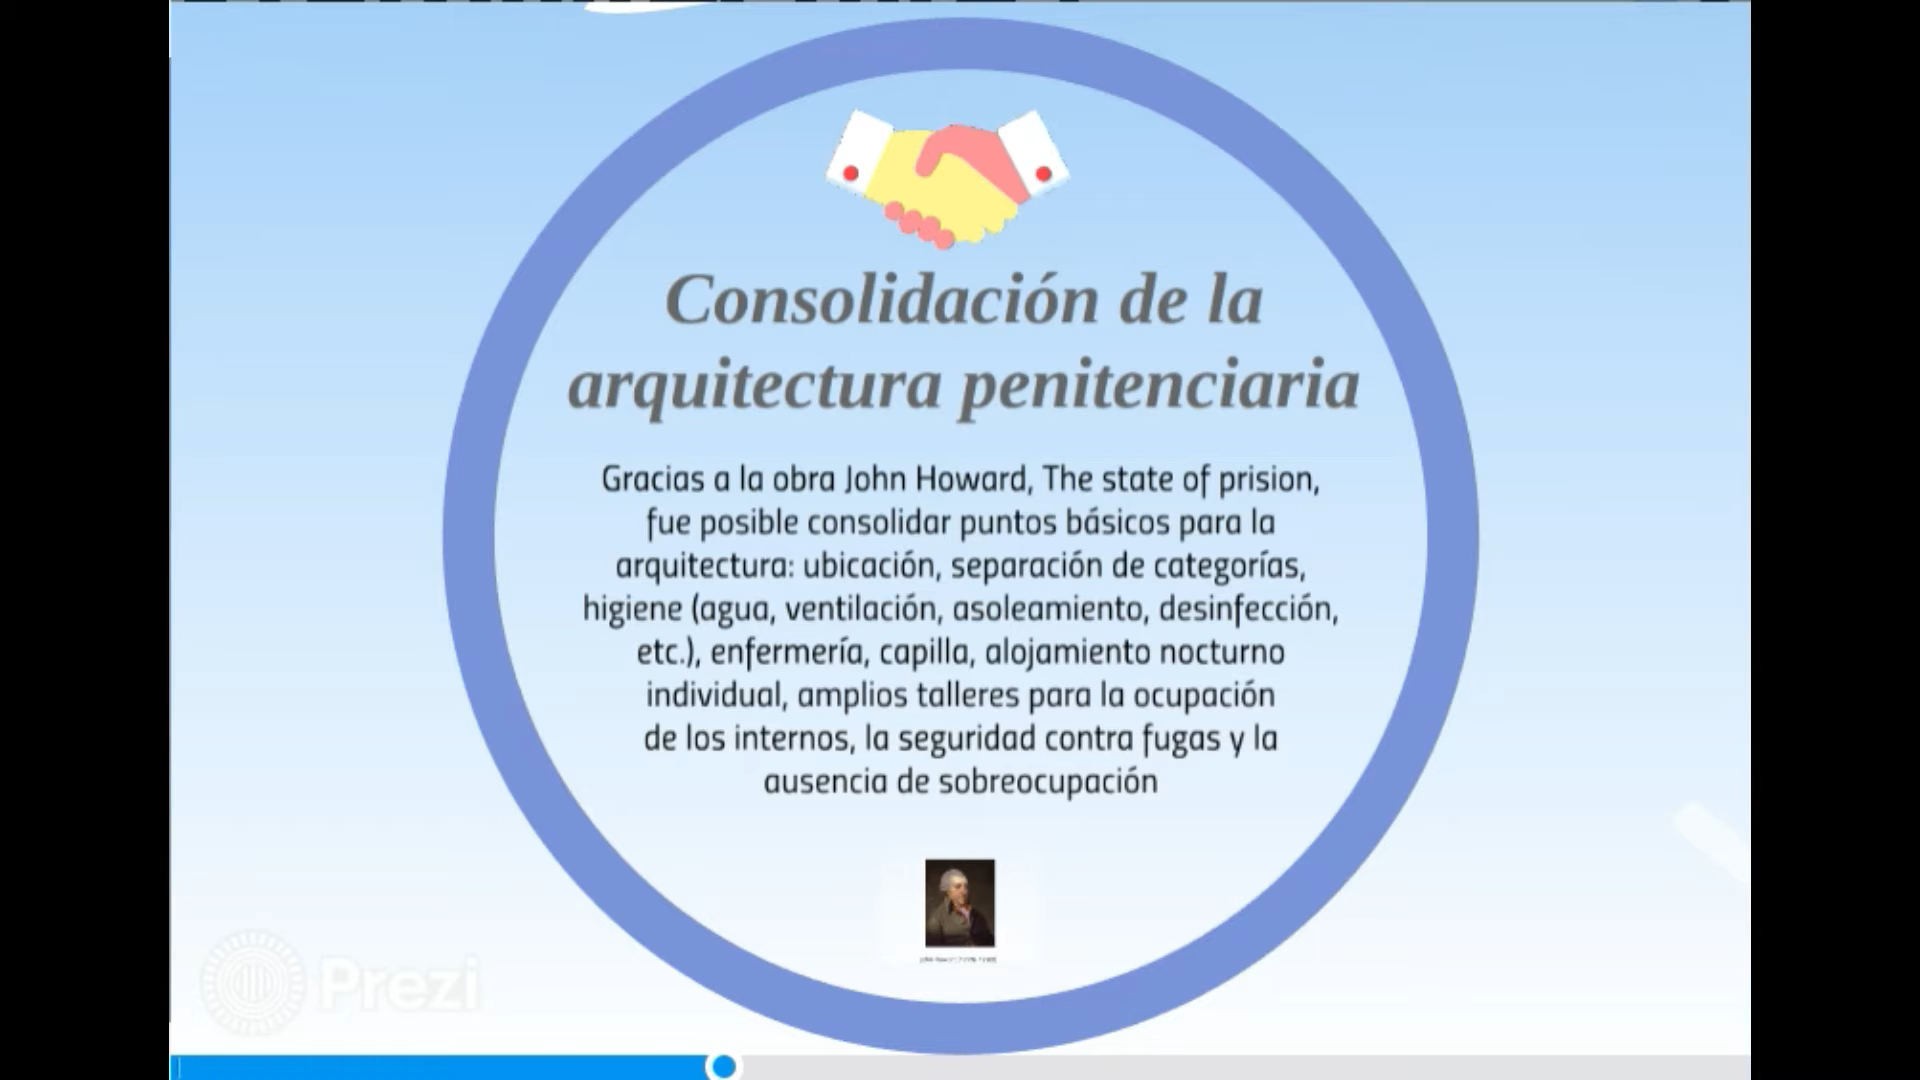 Consolidación de la
arquitectura penitenciaria
Gracias a la obra John Howard, The state of prision,
fue posible consolidar puntos básicos para la
arquitectura: ubicación, separación de categorías,
higiene (agua, ventilación, asoleamiento, desinfección,
etc.), enfermería, capilla, alojamiento nocturno
individual, amplios talleres para la ocupación
de los internos, la seguridad contra fugas y la
ausencia de sobreocupación
Prezi